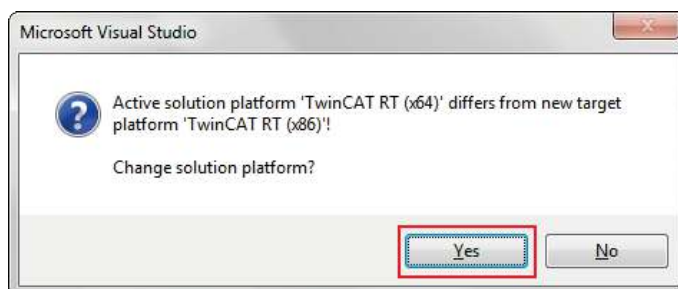 Microsoft Visual Studio
Active solution platform 'TwinCAT RT (x64)' differs from new target
platform 'TwinCAT RT (x86)'!
Change solution platform?
Yes
No